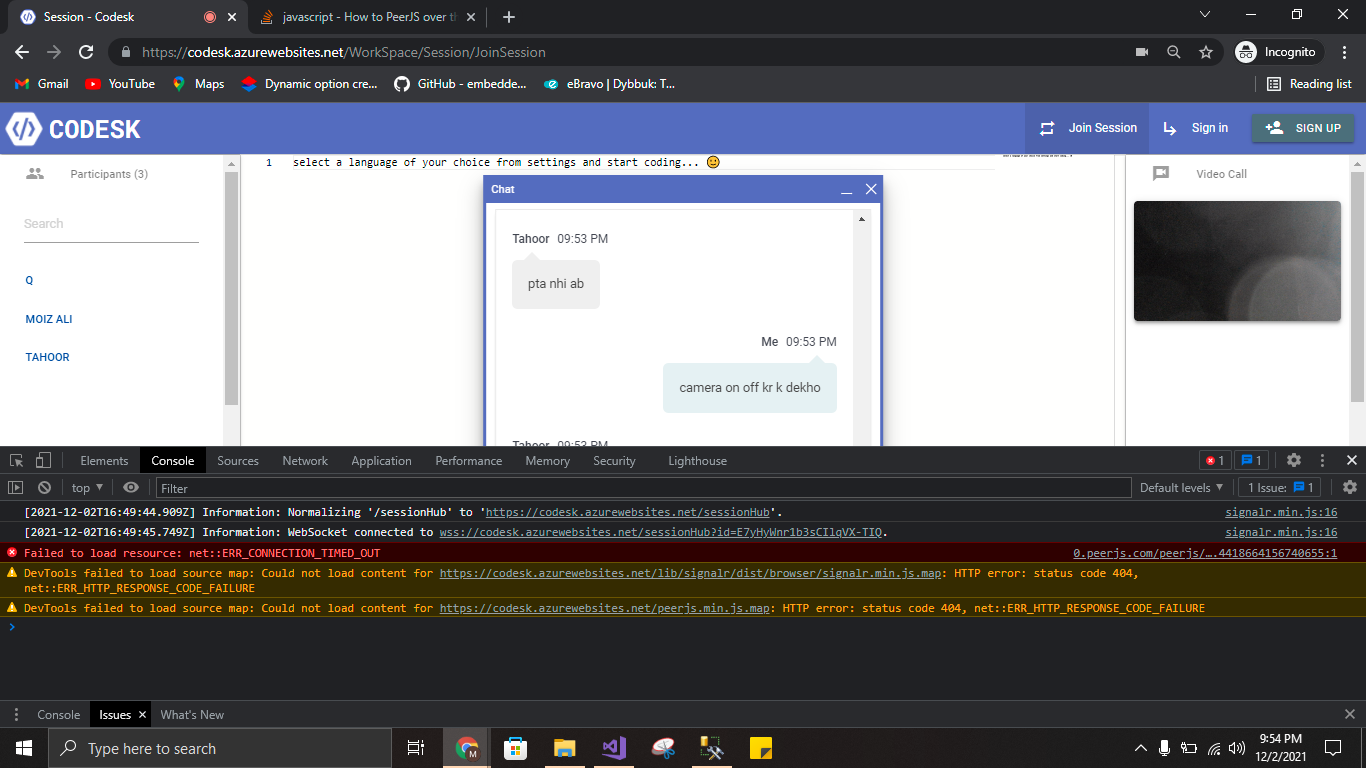 Session - Codesk
javascript - How to PeerJS over th
https://codesk.azurewebsites.net/WorkSpace/Session/JoinSession
Incognito
Gmail
YouTube
Maps
Dynamic option cre...
GitHub - embedde...
eBravo | Dybbuk: T...
Reading list
CODESK
Join Session
Sign in
SIGN UP
Participants (3)
Search
Q
MOIZ ALI
TAHOOR
1 select a language of your choice from settings and start coding... 😐
Chat
Tahoor 09:53 PM
pta nhi ab
Me 09:53 PM
camera on off kr k dekho
Tahoor 09:53 PM
Video Call
Elements Console Sources Network Application Performance Memory Security Lighthouse
1 1
top Filter Default levels 1 Issue: 1
[2021-12-02T16:49:44.909Z] Information: Normalizing '/sessionHub' to 'https://codesk.azurewebsites.net/sessionHub'. signalr.min.js:16
[2021-12-02T16:49:45.749Z] Information: WebSocket connected to wss://codesk.azurewebsites.net/sessionHub?id=E7yHyWnr1b3sCIlqVX-TIQ. signalr.min.js:16
Failed to load resource: net::ERR_CONNECTION_TIMED_OUT 0.peerjs.com/peerjs/….4418664156740655:1
DevTools failed to load source map: Could not load content for https://codesk.azurewebsites.net/lib/signalr/dist/browser/signalr.min.js.map: HTTP error: status code 404,
net::ERR_HTTP_RESPONSE_CODE_FAILURE
DevTools failed to load source map: Could not load content for https://codesk.azurewebsites.net/peerjs.min.js.map: HTTP error: status code 404, net::ERR_HTTP_RESPONSE_CODE_FAILURE
Console Issues What's New
Type here to search
M
9:54 PM
12/2/2021